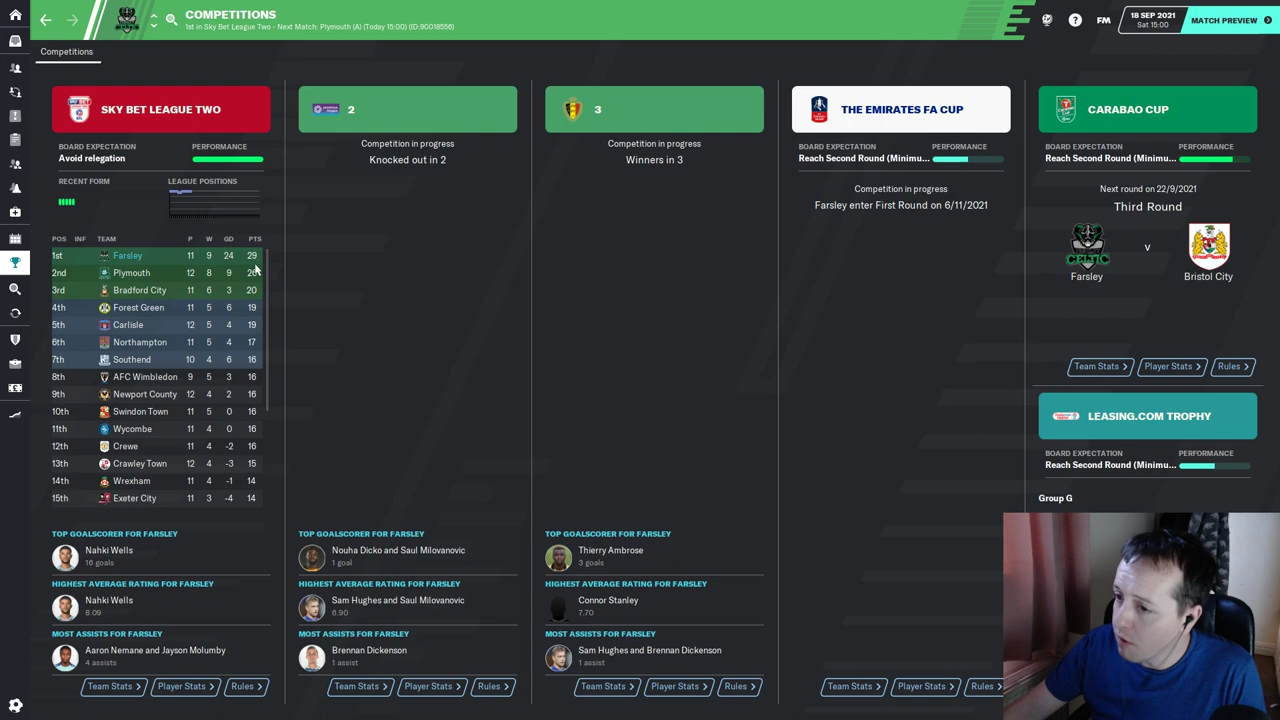 COMPETITIONS
1st in Sky Bet League Two - Next Match: Plymouth (A) (Today 15:00) (ID:90018556)
FM
18 SEP 2021
Sat 15:00
MATCH PREVIEW
Competitions
SKY BET LEAGUE TWO
BOARD EXPECTATION PERFORMANCE
Avoid relegation
RECENT FORM LEAGUE POSITIONS
POS INF TEAM P W GD PTS
1st Farsley 11 9 24 29
2nd Plymouth 12 8 9 26
3rd Bradford City 11 6 3 20
4th Forest Green 11 5 6 19
5th Carlisle 12 5 4 19
6th Northampton 11 5 4 17
7th Southend 10 4 6 16
8th AFC Wimbledon 9 5 3 16
9th Newport County 12 4 2 16
10th Swindon Town 11 5 0 16
11th Wycombe 11 4 0 16
12th Crewe 11 4 -2 16
13th Crawley Town 12 4 -3 15
14th Wrexham 11 4 -1 14
15th Exeter City 11 3 -4 14
TOP GOALSCORER FOR FARSLEY
Nahki Wells
16 goals
HIGHEST AVERAGE RATING FOR FARSLEY
Nahki Wells
8.09
MOST ASSISTS FOR FARSLEY
Aaron Nemane and Jayson Molumby
4 assists
Team Stats Player Stats Rules
2
Competition in progress
Knocked out in 2
TOP GOALSCORER FOR FARSLEY
Nouha Dicko and Saul Milovanovic
1 goal
HIGHEST AVERAGE RATING FOR FARSLEY
Sam Hughes and Saul Milovanovic
6.90
MOST ASSISTS FOR FARSLEY
Brennan Dickenson
1 assist
Team Stats Player Stats Rules
3
Competition in progress
Winners in 3
TOP GOALSCORER FOR FARSLEY
Thierry Ambrose
3 goals
HIGHEST AVERAGE RATING FOR FARSLEY
Connor Stanley
7.70
MOST ASSISTS FOR FARSLEY
Sam Hughes and Brennan Dickenson
1 assist
Team Stats Player Stats Rules
THE EMIRATES FA CUP
BOARD EXPECTATION PERFORMANCE
Reach Second Round (Minimu...
Competition in progress
Farsley enter First Round on 6/11/2021
Team Stats Player Stats Rules
CARABAO CUP
BOARD EXPECTATION PERFORMANCE
Reach Second Round (Minimu...
Next round on 22/9/2021
Third Round
CELTIC
v
Farsley Bristol City
Team Stats Player Stats Rules
LEASING.COM TROPHY
BOARD EXPECTATION PERFORMANCE
Reach Second Round (Minimu...
Group G